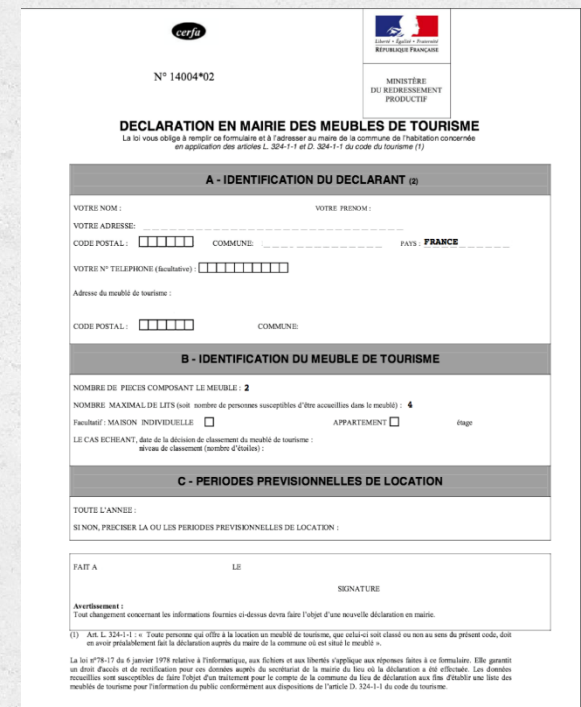 cerfa
Liberté • Égalité • Fraternité
RÉPUBLIQUE FRANÇAISE
N° 14004*02
MINISTÈRE
DU REDRESSEMENT
PRODUCTIF
DECLARATION EN MAIRIE DES MEUBLES DE TOURISME
La loi vous oblige à remplir ce formulaire et à l'adresser au maire de la commune de l'habitation concernée
en application des articles L. 324-1-1 et D. 324-1-1 du code du tourisme (1)
A - IDENTIFICATION DU DECLARANT (2)
VOTRE NOM : VOTRE PRENOM :
VOTRE ADRESSE:
CODE POSTAL : COMMUNE: PAYS : FRANCE
VOTRE N° TELEPHONE (facultative) :
Adresse du meublé de tourisme :
CODE POSTAL : COMMUNE:
B - IDENTIFICATION DU MEUBLE DE TOURISME
NOMBRE DE PIECES COMPOSANT LE MEUBLE : 2
NOMBRE MAXIMAL DE LITS (soit nombre de personnes susceptibles d'être accueillies dans le meublé) : 4
Facultatif : MAISON INDIVIDUELLE APPARTEMENT étage
LE CAS ECHEANT, date de la décision de classement du meublé de tourisme :
niveau de classement (nombre d'étoiles) :
C - PERIODES PREVISIONNELLES DE LOCATION
TOUTE L'ANNEE :
SI NON, PRECISER LA OU LES PERIODES PREVISIONNELLES DE LOCATION :
FAIT A LE
SIGNATURE
Avertissement :
Tout changement concernant les informations fournies ci-dessus devra faire l'objet d'une nouvelle déclaration en mairie.
(1) Art. L. 324-1-1 : « Toute personne qui offre à la location un meublé de tourisme, que celui-ci soit classé ou non au sens du présent code, doit
en avoir préalablement fait la déclaration auprès du maire de la commune où est situé le meublé ».
La loi n°78-17 du 6 janvier 1978 relative à l'informatique, aux fichiers et aux libertés s'applique aux réponses faites à ce formulaire. Elle garantit
un droit d'accès et de rectification pour ces données auprès du secrétariat de la mairie du lieu où la déclaration a été effectuée. Les données
recueillies sont susceptibles de faire l'objet d'un traitement pour le compte de la commune du lieu de déclaration aux fins d'établir une liste des
meublés de tourisme pour l'information du public conformément aux dispositions de l'article D. 324-1-1 du code du tourisme.